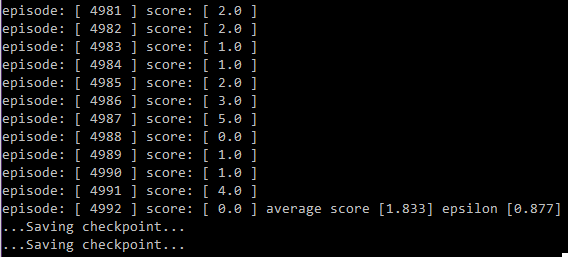 episode: [ 4981 ] score: [ 2.0 ]
episode: [ 4982 ] score: [ 2.0 ]
episode: [ 4983 ] score: [ 1.0 ]
episode: [ 4984 ] score: [ 1.0 ]
episode: [ 4985 ] score: [ 2.0 ]
episode: [ 4986 ] score: [ 3.0 ]
episode: [ 4987 ] score: [ 5.0 ]
episode: [ 4988 ] score: [ 0.0 ]
episode: [ 4989 ] score: [ 1.0 ]
episode: [ 4990 ] score: [ 1.0 ]
episode: [ 4991 ] score: [ 4.0 ]
episode: [ 4992 ] score: [ 0.0 ] average score [1.833] epsilon [0.877]
...Saving checkpoint...
...Saving checkpoint...